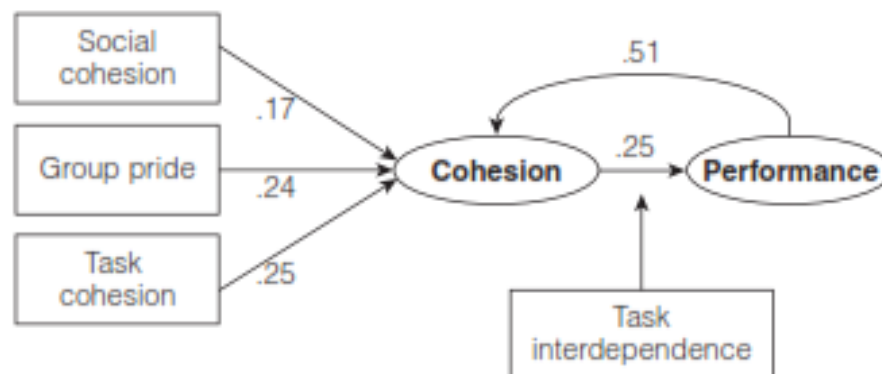 Social
cohesion
.51
.17
Group pride
.24
Cohesion
.25
Performance
Task
cohesion
.25
Task
interdependence